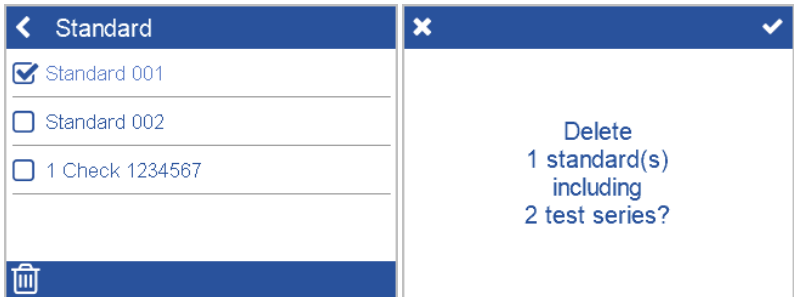 Standard
Standard 001
Standard 002
1 Check 1234567
Delete
1 standard(s)
including
2 test series?